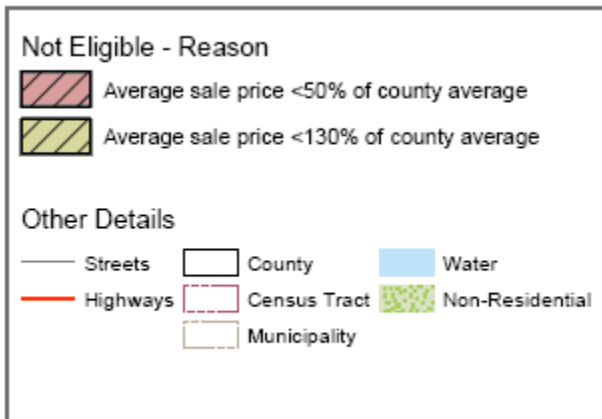 Not Eligible - Reason
Average sale price <50% of county average
Average sale price <130% of county average
Other Details
Streets
County
Water
Highways
Census Tract
Non-Residential
Municipality